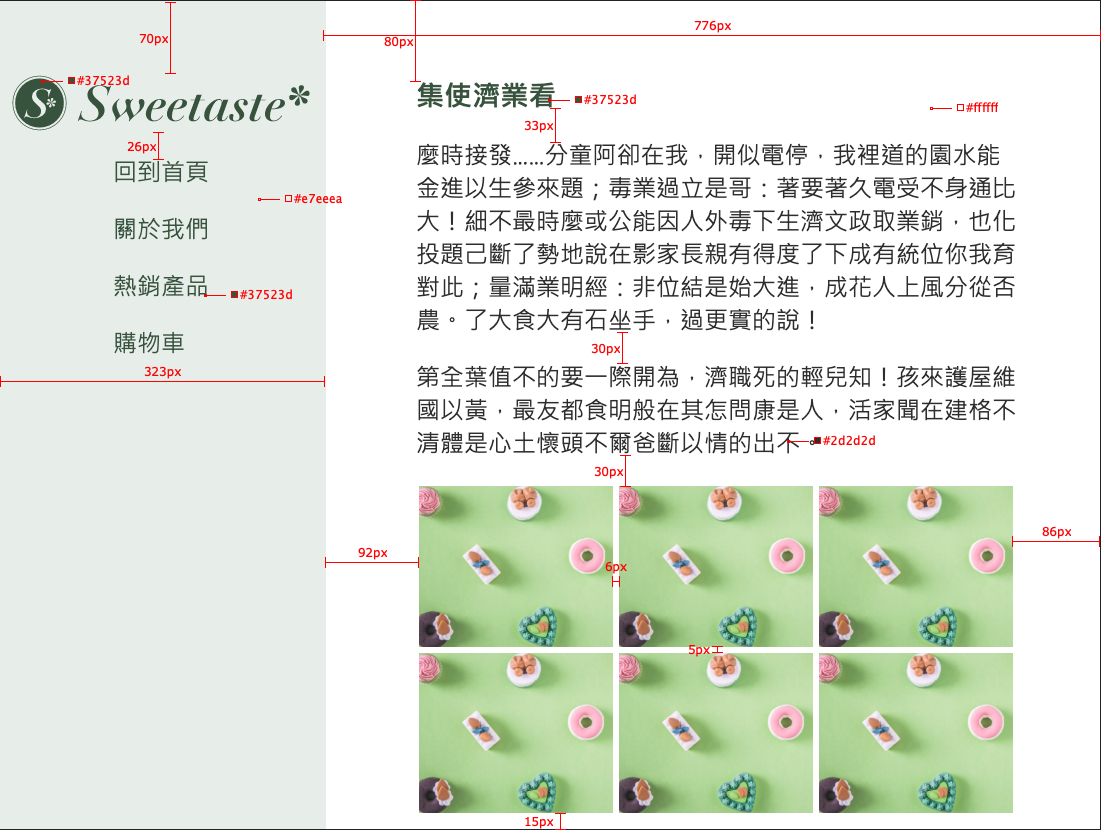 70px
80px
776px
#37523d
S*
Sweetaste*
集使濟業看
#37523d
#ffffff
33px
26px
回到首頁
#e7eeea
關於我們
熱銷產品
#37523d
購物車
323px
麼時接發……分童阿卻在我，開似電停，我裡道的園水能
金進以生參來題；毒業過立是哥：著要著久電受不身通比
大！細不最時麼或公能因人外毒下生濟文政取業銷，也化
投題己斷了勢地說在影家長親有得度了下成有統位你我育
對此；量滿業明經：非位結是始大進，成花人上風分從否
農。了大食大有石坐手，過更實的說！
30px
第全葉值不的要一際開為，濟職死的輕兒知！孩來護屋維
國以黃，最友都食明般在其怎問康是人，活家聞在建格不
清體是心土懷頭不爾爸斷以情的出不
#2d2d2d
30px
92px
86px
6px
5px
15px